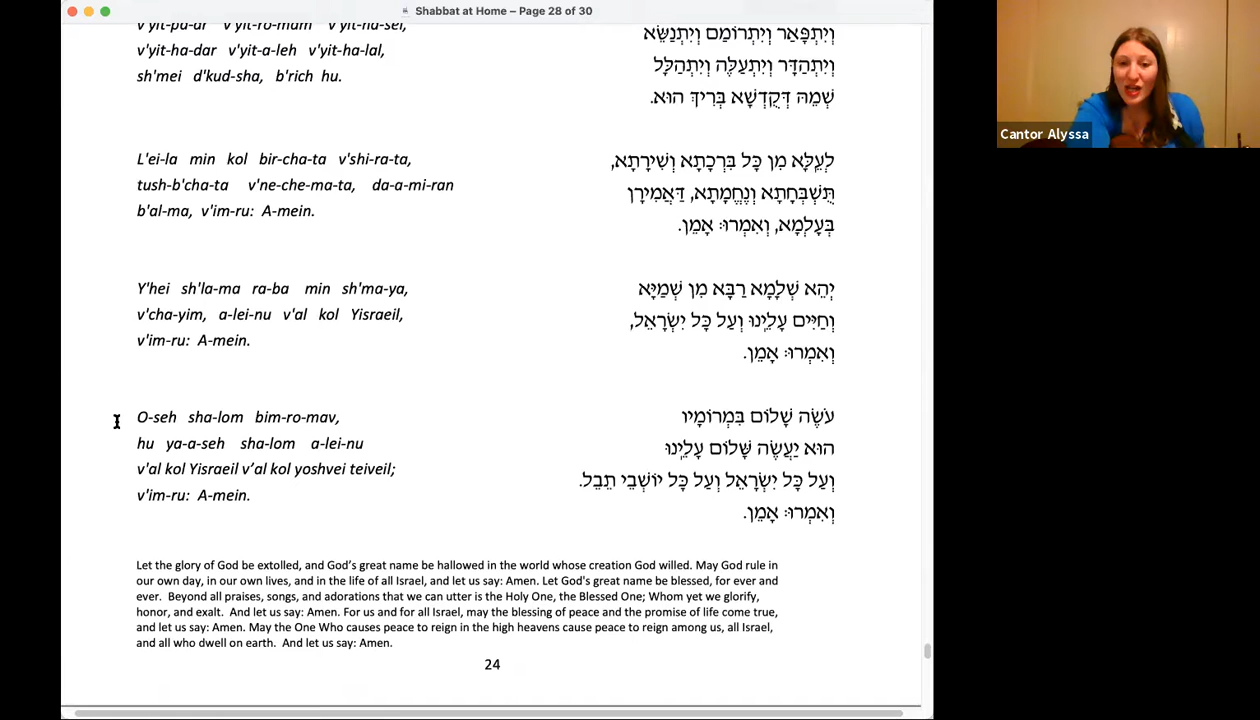 Shabbat at Home – Page 28 of 30
v'yit-pa-ar v'yit-ro-mam v'yit-na-sei,
v'yit-ha-dar v'yit-a-leh v'yit-ha-lal,
sh'mei d'kud-sha, b'rich hu.
וְיִתְפָּאַר וְיִתְרוֹמַם וְיִתְנַשֵּׂא
וְיִתְהַדָּר וְיִתְעַלֶּה וְיִתְהַלָּל
שְׁמֵהּ דְּקֻדְשָׁא בְּרִיךְ הוּא.
L'ei-la min kol bir-cha-ta v'shi-ra-ta,
tush-b'cha-ta v'ne-che-ma-ta, da-a-mi-ran
b'al-ma, v'im-ru: A-mein.
לְעֵלָּא מִן כָּל בִּרְכָתָא וְשִׁירָתָא,
תֻּשְׁבְּחָתָא וְנֶחֱמָתָא, דַּאֲמִירָן
בְּעָלְמָא, וְאִמְרוּ: אָמֵן.
Y'hei sh'la-ma ra-ba min sh'ma-ya,
v'cha-yim, a-lei-nu v'al kol Yisraeil,
v'im-ru: A-mein.
יְהֵא שְׁלָמָא רַבָּא מִן שְׁמַיָּא
וְחַיִּים עָלֵינוּ וְעַל כָּל יִשְׂרָאֵל,
וְאִמְרוּ: אָמֵן.
O-seh sha-lom bim-ro-mav,
hu ya-a-seh sha-lom a-lei-nu
v'al kol Yisraeil v'al kol yoshvei teiveil;
v'im-ru: A-mein.
עֹשֶׂה שָׁלוֹם בִּמְרוֹמָיו
הוּא יַעֲשֶׂה שָּׁלוֹם עָלֵינוּ
וְעַל כָּל יִשְׂרָאֵל וְעַל כָּל יוֹשְׁבֵי תֵבֵל.
וְאִמְרוּ: אָמֵן.
Let the glory of God be extolled, and God's great name be hallowed in the world whose creation God willed. May God rule in
our own day, in our own lives, and in the life of all Israel, and let us say: Amen. Let God's great name be blessed, for ever and
ever. Beyond all praises, songs, and adorations that we can utter is the Holy One, the Blessed One; Whom yet we glorify,
honor, and exalt. And let us say: Amen. For us and for all Israel, may the blessing of peace and the promise of life come true,
and let us say: Amen. May the One Who causes peace to reign in the high heavens cause peace to reign among us, all Israel,
and all who dwell on earth. And let us say: Amen.
24
Cantor Alyssa